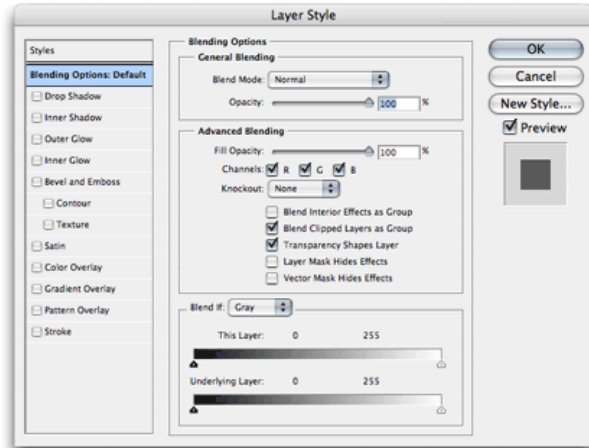 Layer Style
Styles
Blending Options: Default
Drop Shadow
Inner Shadow
Outer Glow
Inner Glow
Bevel and Emboss
Contour
Texture
Satin
Color Overlay
Gradient Overlay
Pattern Overlay
Stroke
Blending Options
General Blending
Blend Mode: Normal
Opacity: 100 %
Advanced Blending
Fill Opacity: 100 %
Channels: R G B
Knockout: None
Blend Interior Effects as Group
Blend Clipped Layers as Group
Transparency Shapes Layer
Layer Mask Hides Effects
Vector Mask Hides Effects
Blend If: Gray
This Layer: 0 255
Underlying Layer: 0 255
OK
Cancel
New Style...
Preview